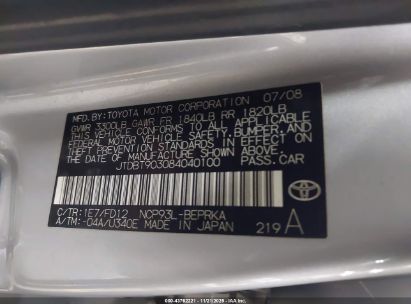 MFD. BY: TOYOTA MOTOR CORPORATION 07/08
GVWR 3300LB GAWR FR 1840LB RR 1820LB
THIS VEHICLE CONFORMS TO ALL APPLICABLE
FEDERAL MOTOR VEHICLE SAFETY, BUMPER, AND
THEFT PREVENTION STANDARDS IN EFFECT ON
THE DATE OF MANUFACTURE SHOWN ABOVE.
JTDBT903084040100 PASS.CAR
C/TR:1E7/FD12 NCP93L-BEPRKA
A/TM:-04A/U340E MADE IN JAPAN 219 A